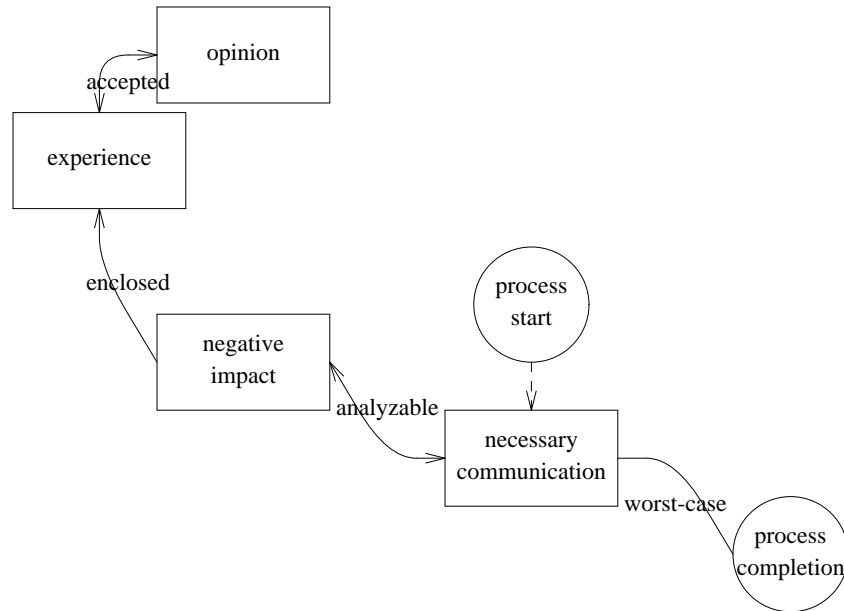 opinion
accepted
experience
enclosed
process
start
negative
impact
analyzable
necessary
communication
worst-case
process
completion